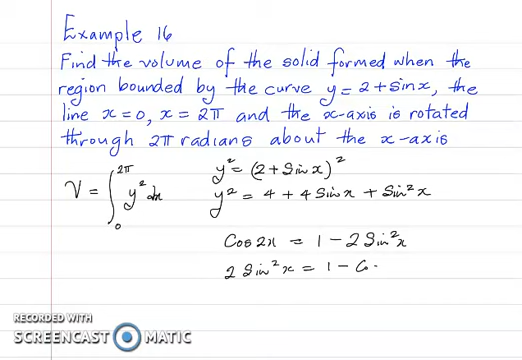 Example 16
Find the volume of the solid formed when the
region bounded by the curve y = 2 + sinx, the
line x = 0, x = 2π and the x-axis is rotated
through 2π radians about the x-axis
V = ∫₀^2π y² dx
y² = (2 + Sin x)²
y² = 4 + 4 Sin x + Sin² x
Cos 2x = 1 - 2 Sin² x
2 Sin² x = 1 - C
RECORDED WITH
SCREENCAST MATIC